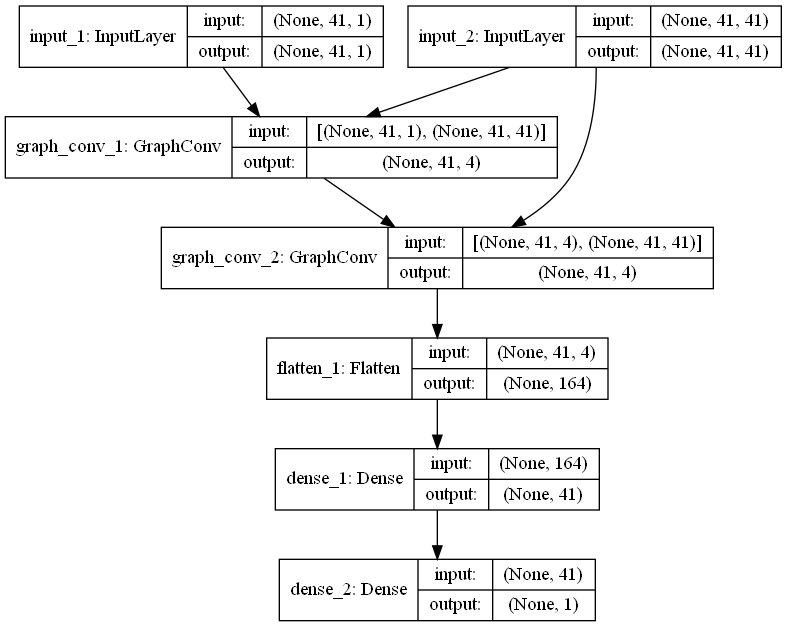 input_1: InputLayer
input: (None, 41, 1)
output: (None, 41, 1)
input_2: InputLayer
input: (None, 41, 41)
output: (None, 41, 41)
graph_conv_1: GraphConv
input: [(None, 41, 1), (None, 41, 41)]
output: (None, 41, 4)
graph_conv_2: GraphConv
input: [(None, 41, 4), (None, 41, 41)]
output: (None, 41, 4)
flatten_1: Flatten
input: (None, 41, 4)
output: (None, 164)
dense_1: Dense
input: (None, 164)
output: (None, 41)
dense_2: Dense
input: (None, 41)
output: (None, 1)